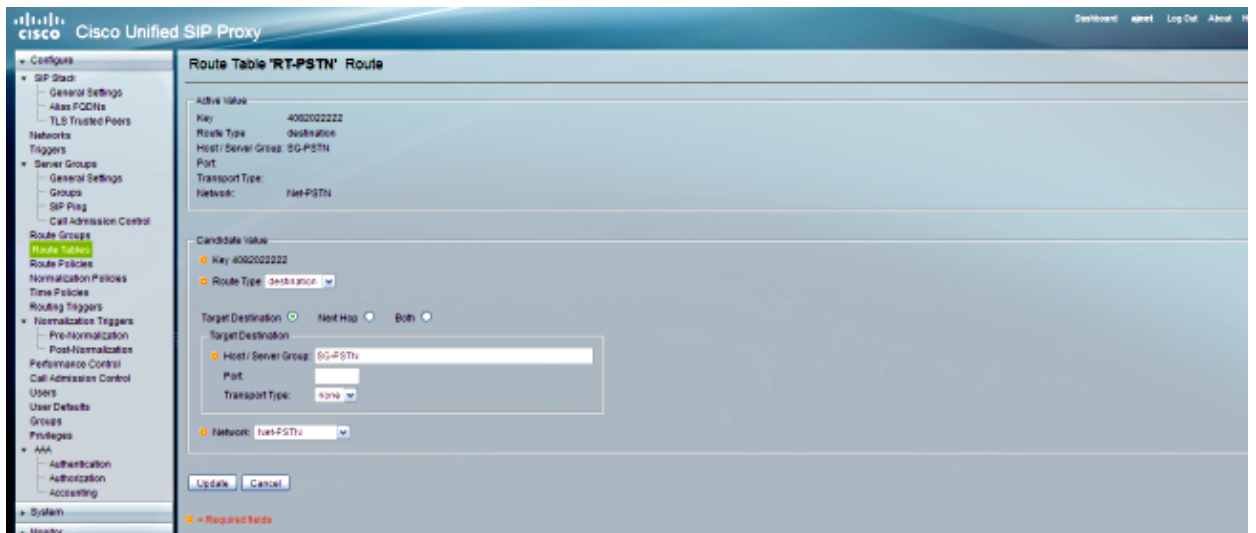 Cisco Unified SIP Proxy
Dashboard ajeet Log Out About H
CISCO
Configure
SIP Stack
General Settings
Alias FQDNs
TLS Trusted Peers
Networks
Triggers
Server Groups
General Settings
Groups
SIP Ping
Call Admission Control
Route Groups
Route Tables
Route Policies
Normalization Policies
Time Policies
Routing Triggers
Normalization Triggers
Pre-Normalization
Post-Normalization
Performance Control
Call Admission Control
Users
User Defaults
Groups
Privileges
AAA
Authentication
Authorization
Accounting
System
Monitor
Route Table 'RT-PSTN' Route
Active Value
Key 4082022222
Route Type destination
Host / Server Group: SG-PSTN
Port
Transport Type:
Network: Net-PSTN
Candidate Value
Key 4082022222
Route Type destination
Target Destination Next Hop Both
Target Destination
Host / Server Group: SG-PSTN
Port
Transport Type: none
Network: Net-PSTN
Update Cancel
= Required fields